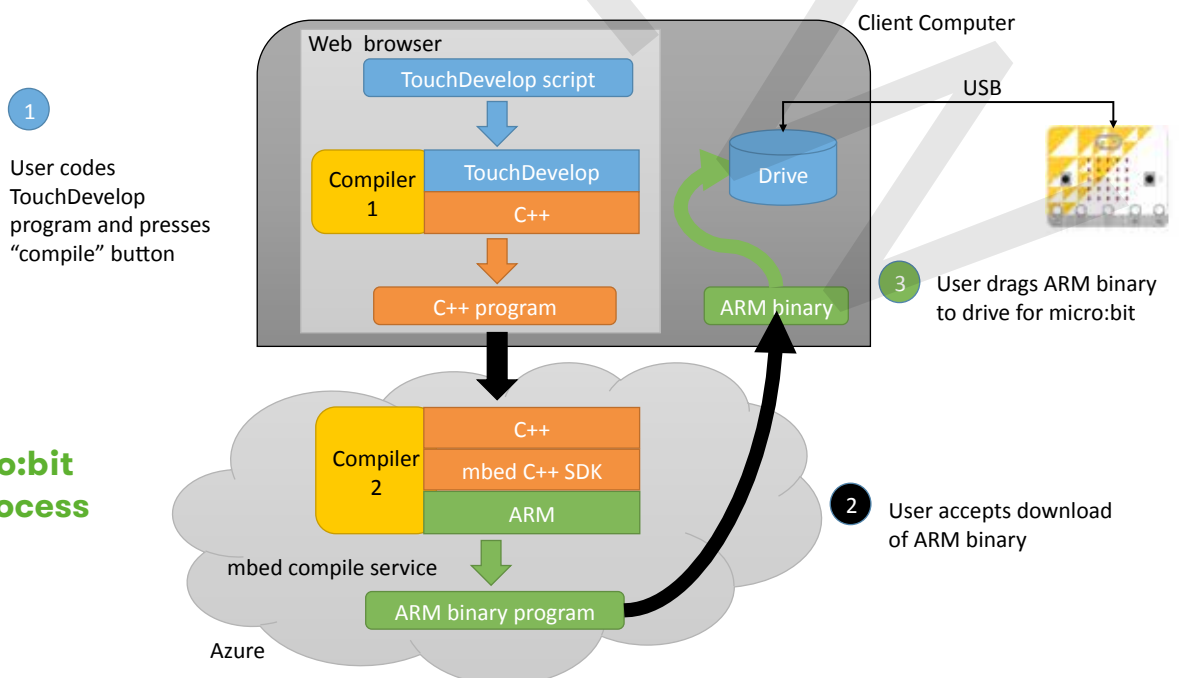 Client Computer
Web browser
TouchDevelop script
USB
1
User codes
TouchDevelop
program and presses
“compile” button
Compiler
1
TouchDevelop
C++
Drive
C++ program
ARM binary
3
User drags ARM binary
to drive for micro:bit
o:bit
ocess
Compiler
2
C++
mbed C++ SDK
ARM
2
User accepts download
of ARM binary
mbed compile service
ARM binary program
Azure